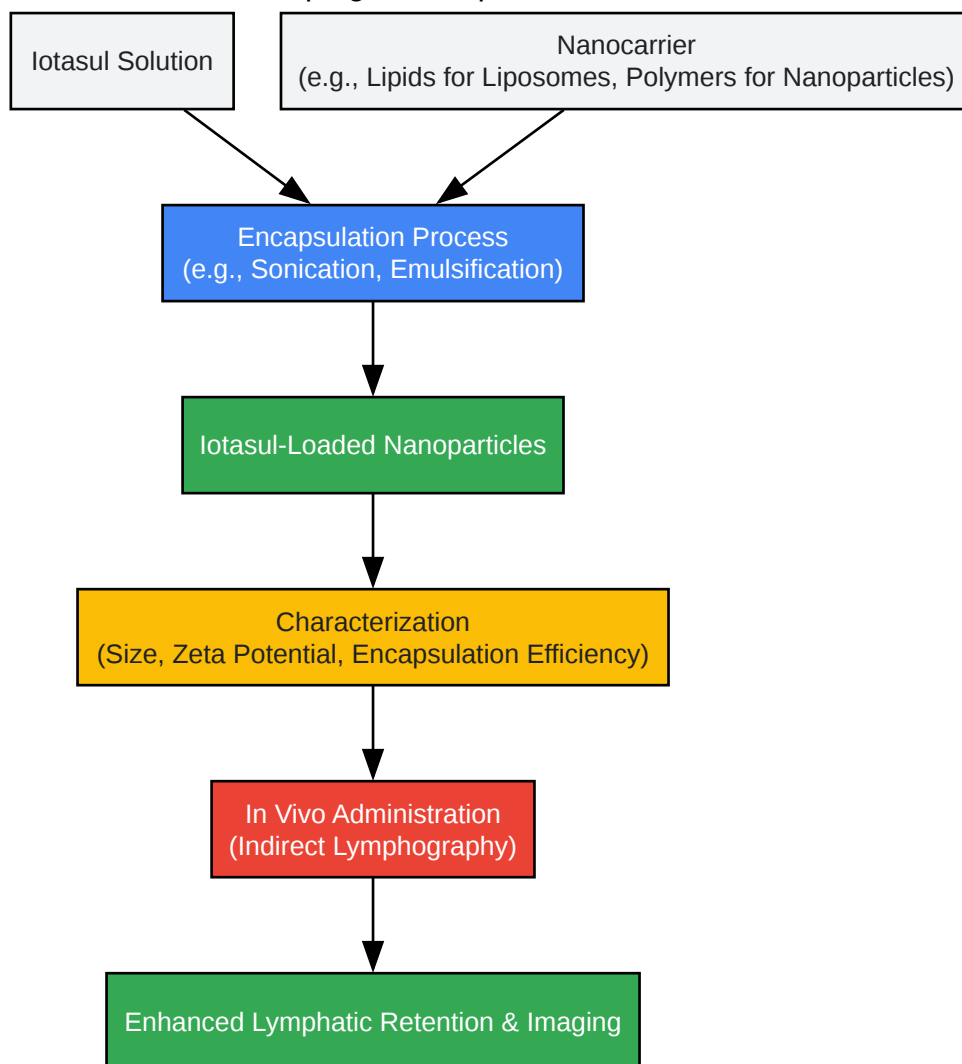 Iotasul Solution
Nanocarrier
(e.g., Lipids for Liposomes, Polymers for Nanoparticles)
Encapsulation Process
(e.g., Sonication, Emulsification)
Iotasul-Loaded Nanoparticles
Characterization
(Size, Zeta Potential, Encapsulation Efficiency)
In Vivo Administration
(Indirect Lymphography)
Enhanced Lymphatic Retention & Imaging